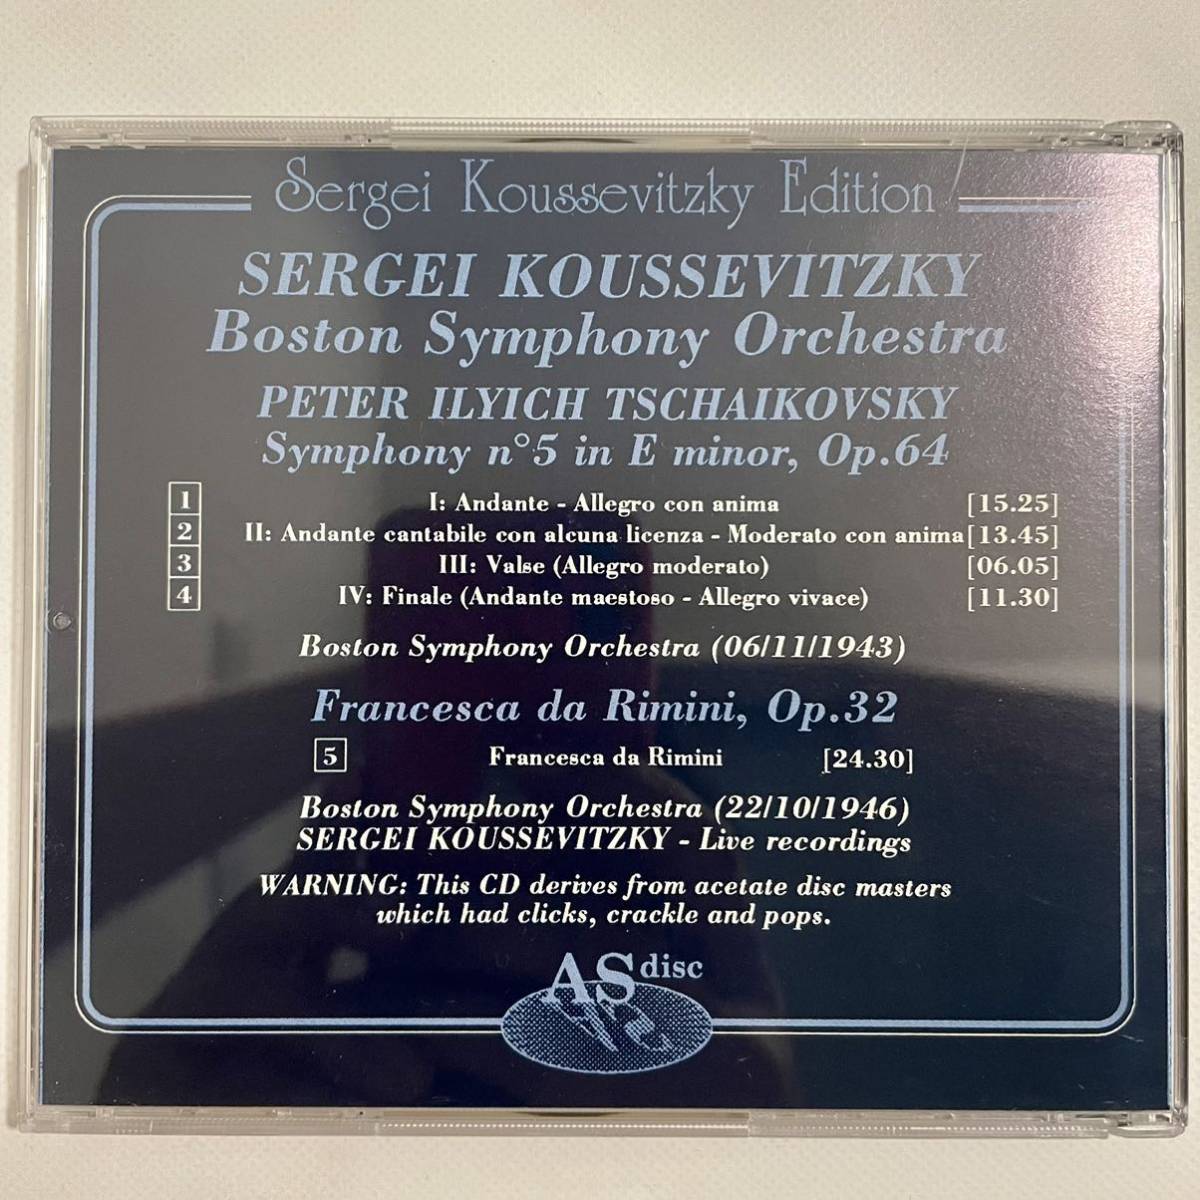 Sergei Koussevitzky Edition
SERGEI KOUSSEVITZKY
Boston Symphony Orchestra
PETER ILYICH TSCHAIKOVSKY
Symphony n°5 in E minor, Op.64
1 I: Andante - Allegro con anima [15.25]
2 II: Andante cantabile con alcuna licenza - Moderato con anima [13.45]
3 III: Valse (Allegro moderato) [06.05]
4 IV: Finale (Andante maestoso - Allegro vivace) [11.30]
Boston Symphony Orchestra (06/11/1943)
Francesca da Rimini, Op.32
5 Francesca da Rimini [24.30]
Boston Symphony Orchestra (22/10/1946)
SERGEI KOUSSEVITZKY - Live recordings
WARNING: This CD derives from acetate disc masters
which had clicks, crackle and pops.
AS disc